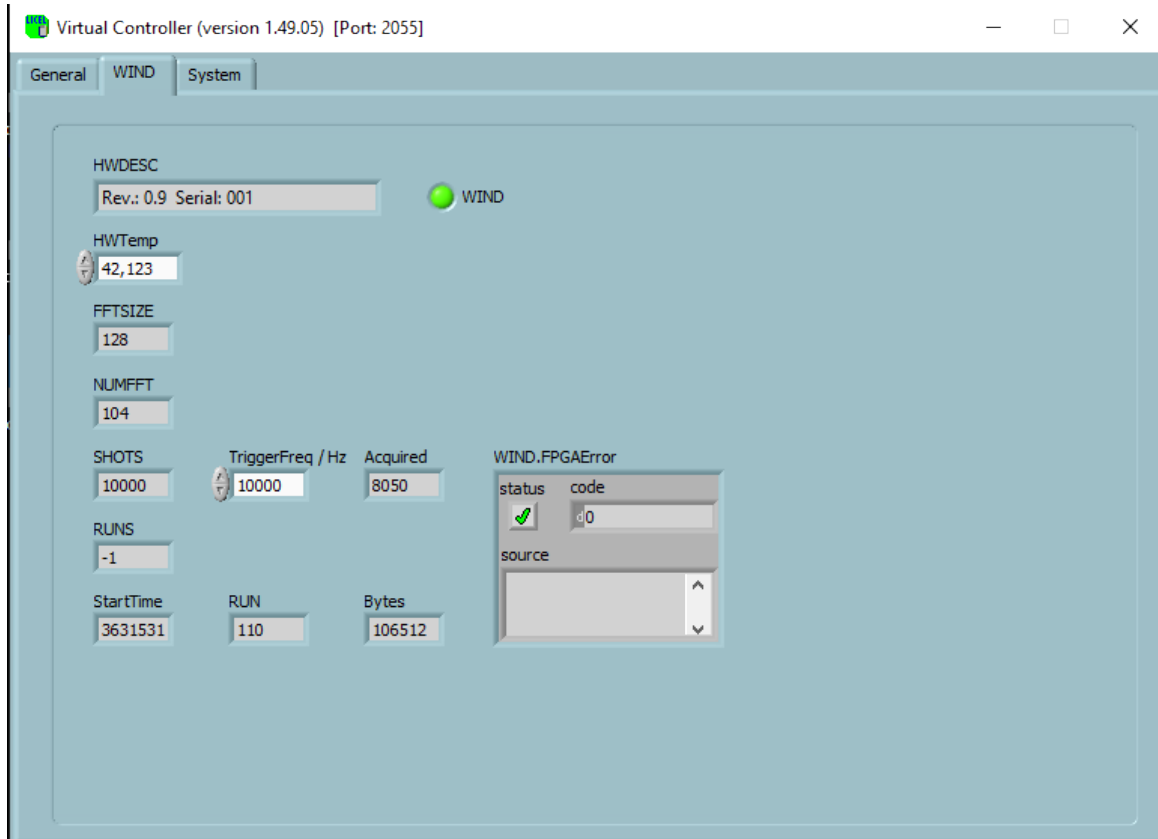 LICEL
Virtual Controller (version 1.49.05) [Port: 2055]
General WIND System
HWDESC
Rev.: 0.9 Serial: 001
WIND
HWTemp
42,123
FFTSIZE
128
NUMFFT
104
SHOTS TriggerFreq / Hz Acquired
10000 10000 8050
RUNS
-1
StartTime RUN Bytes
3631531 110 106512
WIND.FPGAError
status code
d0
source